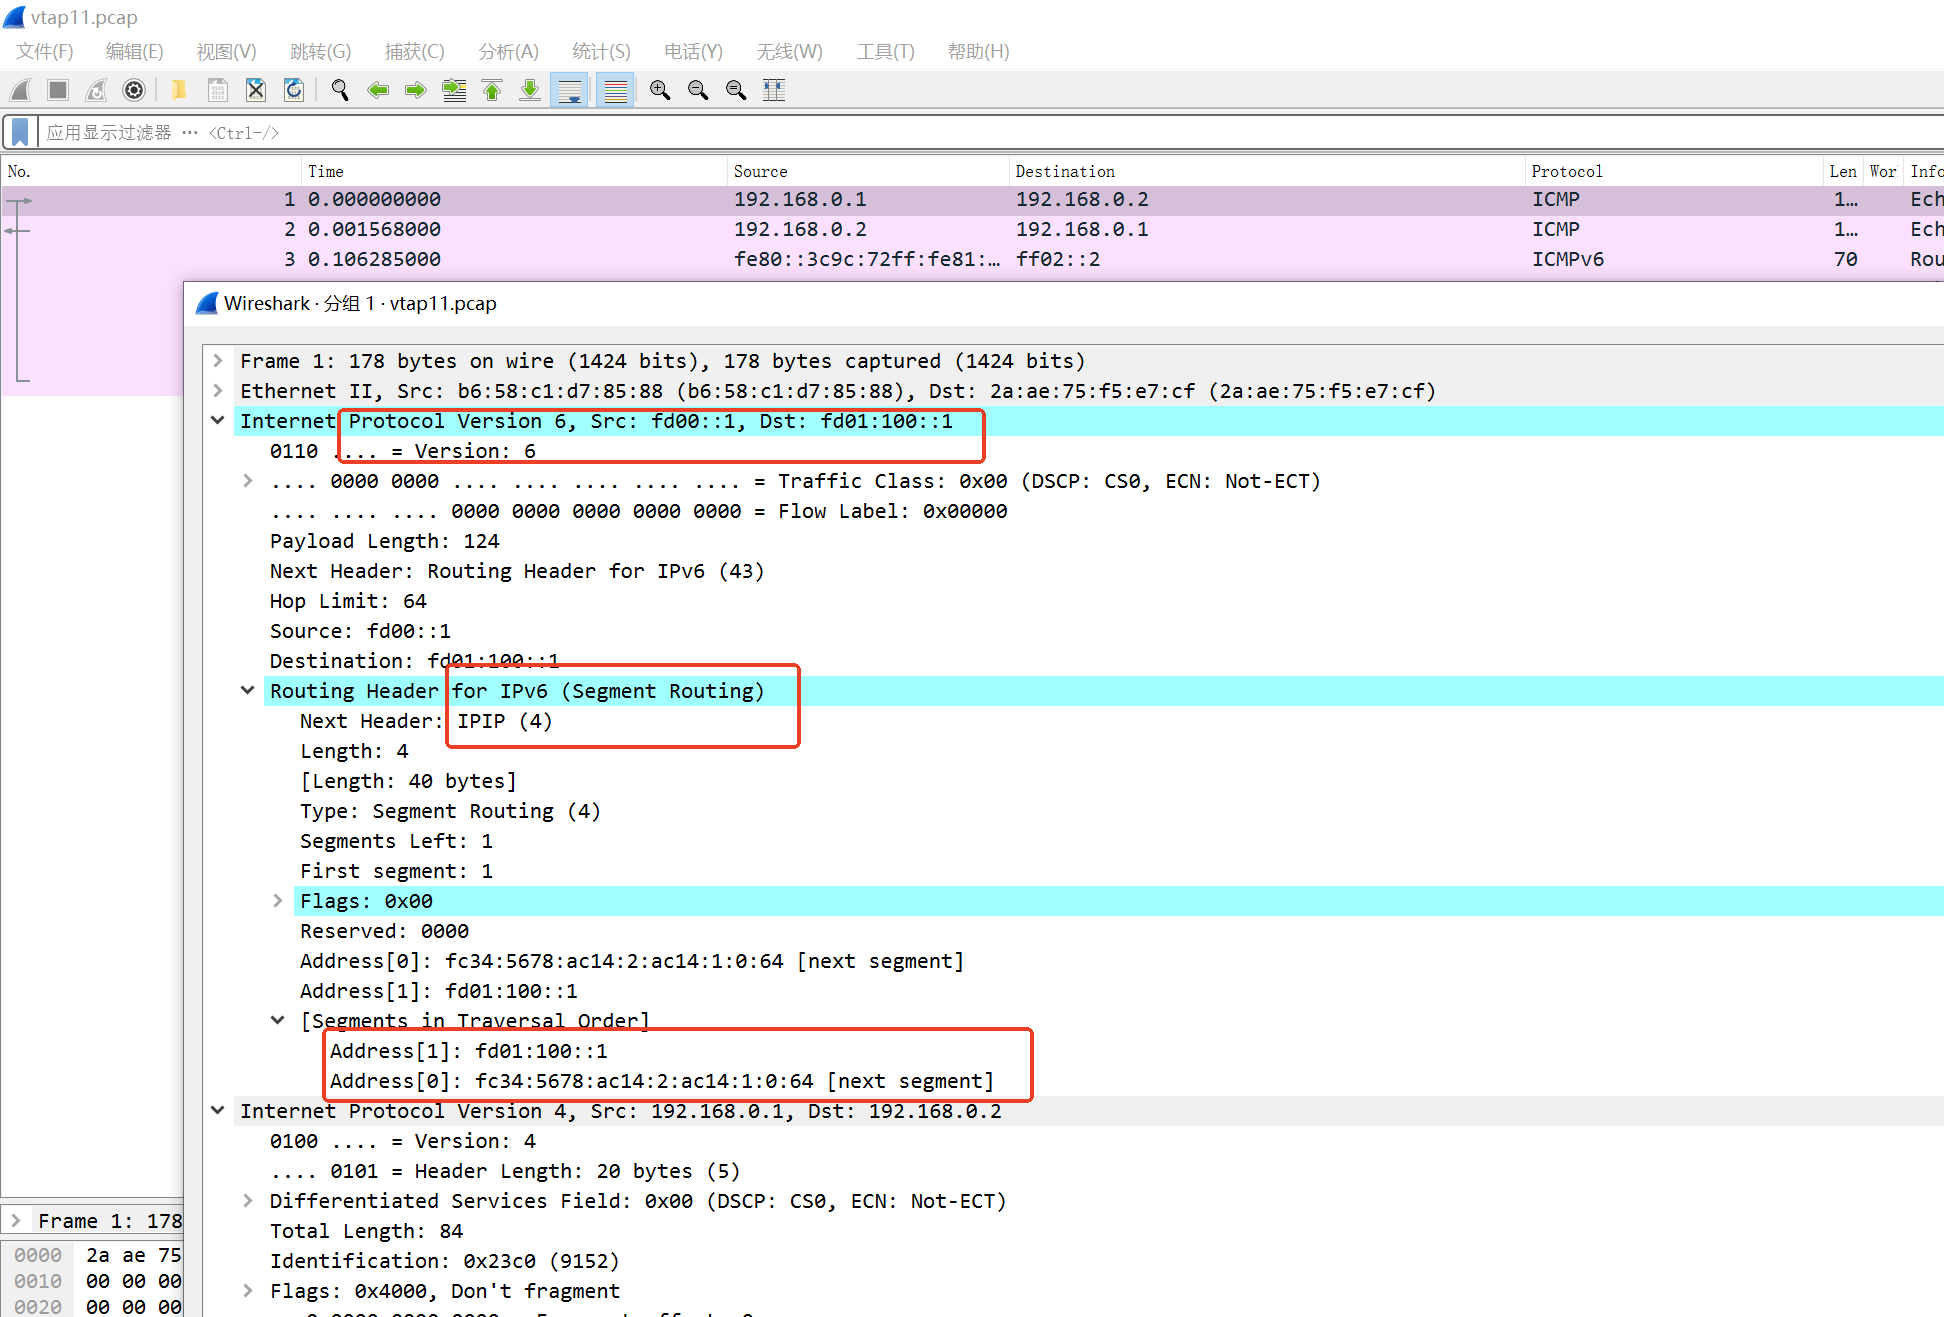 vtap11.pcap
文件(F) 编辑(E) 视图(V) 跳转(G) 捕获(C) 分析(A) 统计(S) 电话(Y) 无线(W) 工具(T) 帮助(H)
应用显示过滤器 ⋯ <Ctrl-/>
No. Time Source Destination Protocol Len Wor Info
1 0.000000000 192.168.0.1 192.168.0.2 ICMP 1… Ech
2 0.001568000 192.168.0.2 192.168.0.1 ICMP 1… Ech
3 0.106285000 fe80::3c9c:72ff:fe81:… ff02::2 ICMPv6 70 Rou
Wireshark · 分组 1 · vtap11.pcap
Frame 1: 178 bytes on wire (1424 bits), 178 bytes captured (1424 bits)
Ethernet II, Src: b6:58:c1:d7:85:88 (b6:58:c1:d7:85:88), Dst: 2a:ae:75:f5:e7:cf (2a:ae:75:f5:e7:cf)
Internet Protocol Version 6, Src: fd00::1, Dst: fd01:100::1
0110 .... = Version: 6
.... 0000 0000 .... .... .... .... .... = Traffic Class: 0x00 (DSCP: CS0, ECN: Not-ECT)
.... .... .... 0000 0000 0000 0000 0000 = Flow Label: 0x00000
Payload Length: 124
Next Header: Routing Header for IPv6 (43)
Hop Limit: 64
Source: fd00::1
Destination: fd01:100::1
Routing Header for IPv6 (Segment Routing)
Next Header: IPIP (4)
Length: 4
[Length: 40 bytes]
Type: Segment Routing (4)
Segments Left: 1
First segment: 1
Flags: 0x00
Reserved: 0000
Address[0]: fc34:5678:ac14:2:ac14:1:0:64 [next segment]
Address[1]: fd01:100::1
[Segments in Traversal Order]
Address[1]: fd01:100::1
Address[0]: fc34:5678:ac14:2:ac14:1:0:64 [next segment]
Internet Protocol Version 4, Src: 192.168.0.1, Dst: 192.168.0.2
0100 .... = Version: 4
.... 0101 = Header Length: 20 bytes (5)
Differentiated Services Field: 0x00 (DSCP: CS0, ECN: Not-ECT)
Total Length: 84
Identification: 0x23c0 (9152)
Flags: 0x4000, Don't fragment
Frame 1: 178
0000 2a ae 75
0010 00 00 00
0020 00 00 00